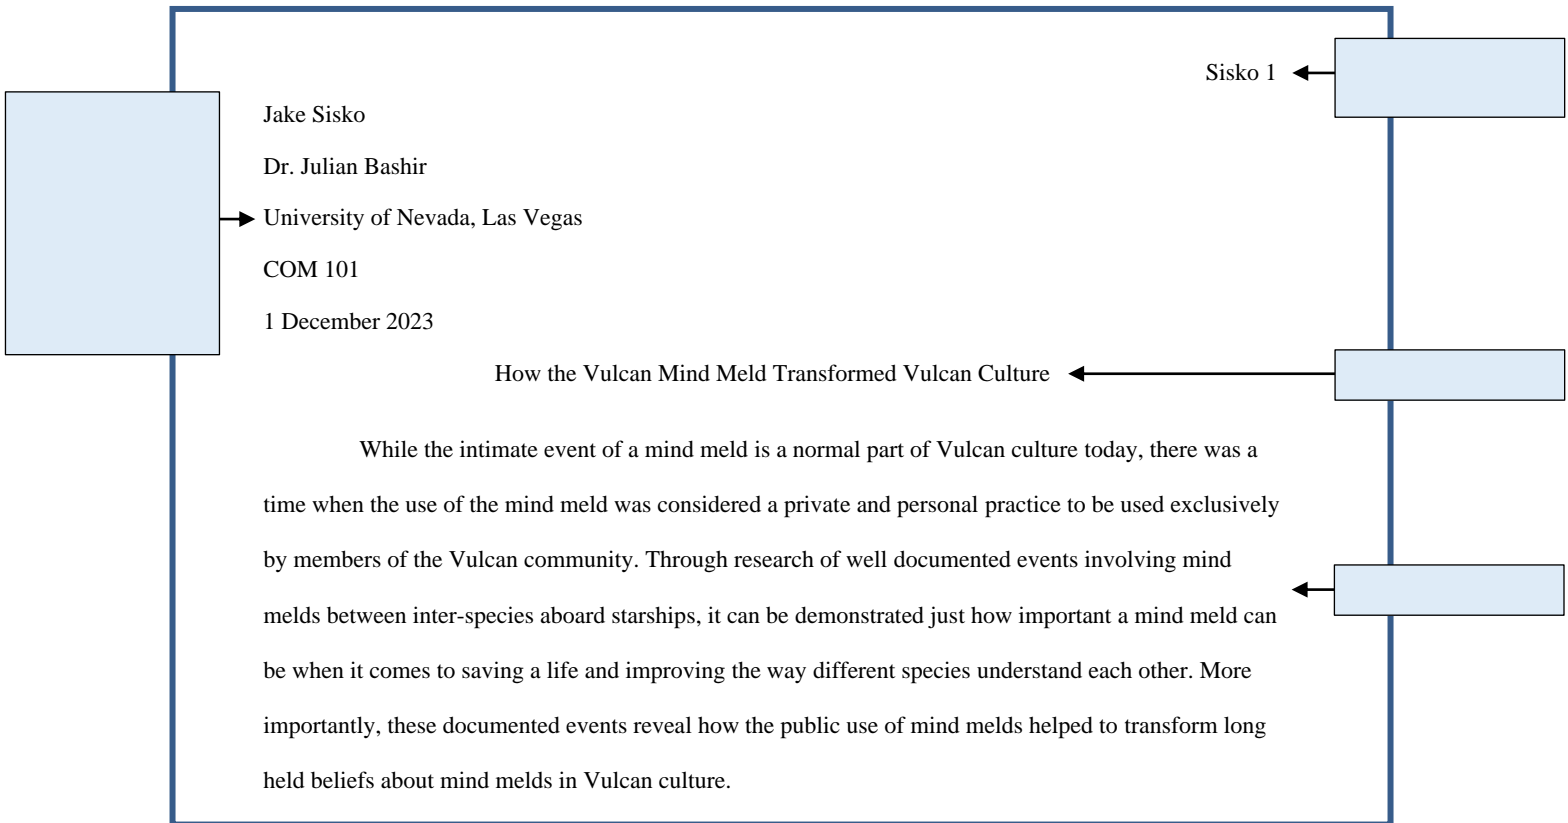 Sisko 1
Jake Sisko
Dr. Julian Bashir
University of Nevada, Las Vegas
COM 101
1 December 2023
How the Vulcan Mind Meld Transformed Vulcan Culture
While the intimate event of a mind meld is a normal part of Vulcan culture today, there was a
time when the use of the mind meld was considered a private and personal practice to be used exclusively
by members of the Vulcan community. Through research of well documented events involving mind
melds between inter-species aboard starships, it can be demonstrated just how important a mind meld can
be when it comes to saving a life and improving the way different species understand each other. More
importantly, these documented events reveal how the public use of mind melds helped to transform long
held beliefs about mind melds in Vulcan culture.